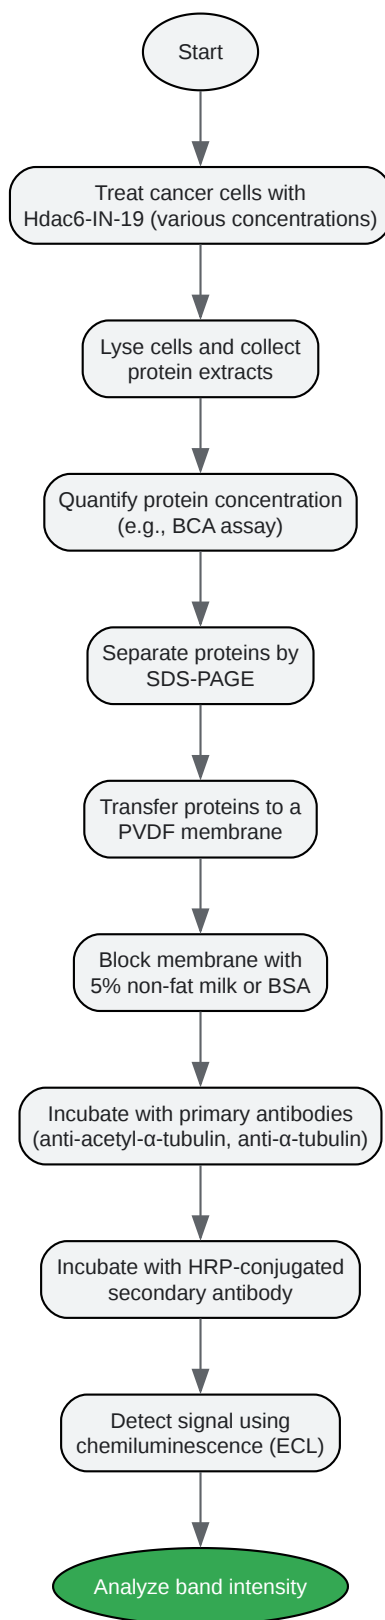 Start
Treat cancer cells with
Hdac6-IN-19 (various concentrations)
Lyse cells and collect
protein extracts
Quantify protein concentration
(e.g., BCA assay)
Separate proteins by
SDS-PAGE
Transfer proteins to a
PVDF membrane
Block membrane with
5% non-fat milk or BSA
Incubate with primary antibodies
(anti-acetyl-α-tubulin, anti-α-tubulin)
Incubate with HRP-conjugated
secondary antibody
Detect signal using
chemiluminescence (ECL)
Analyze band intensity